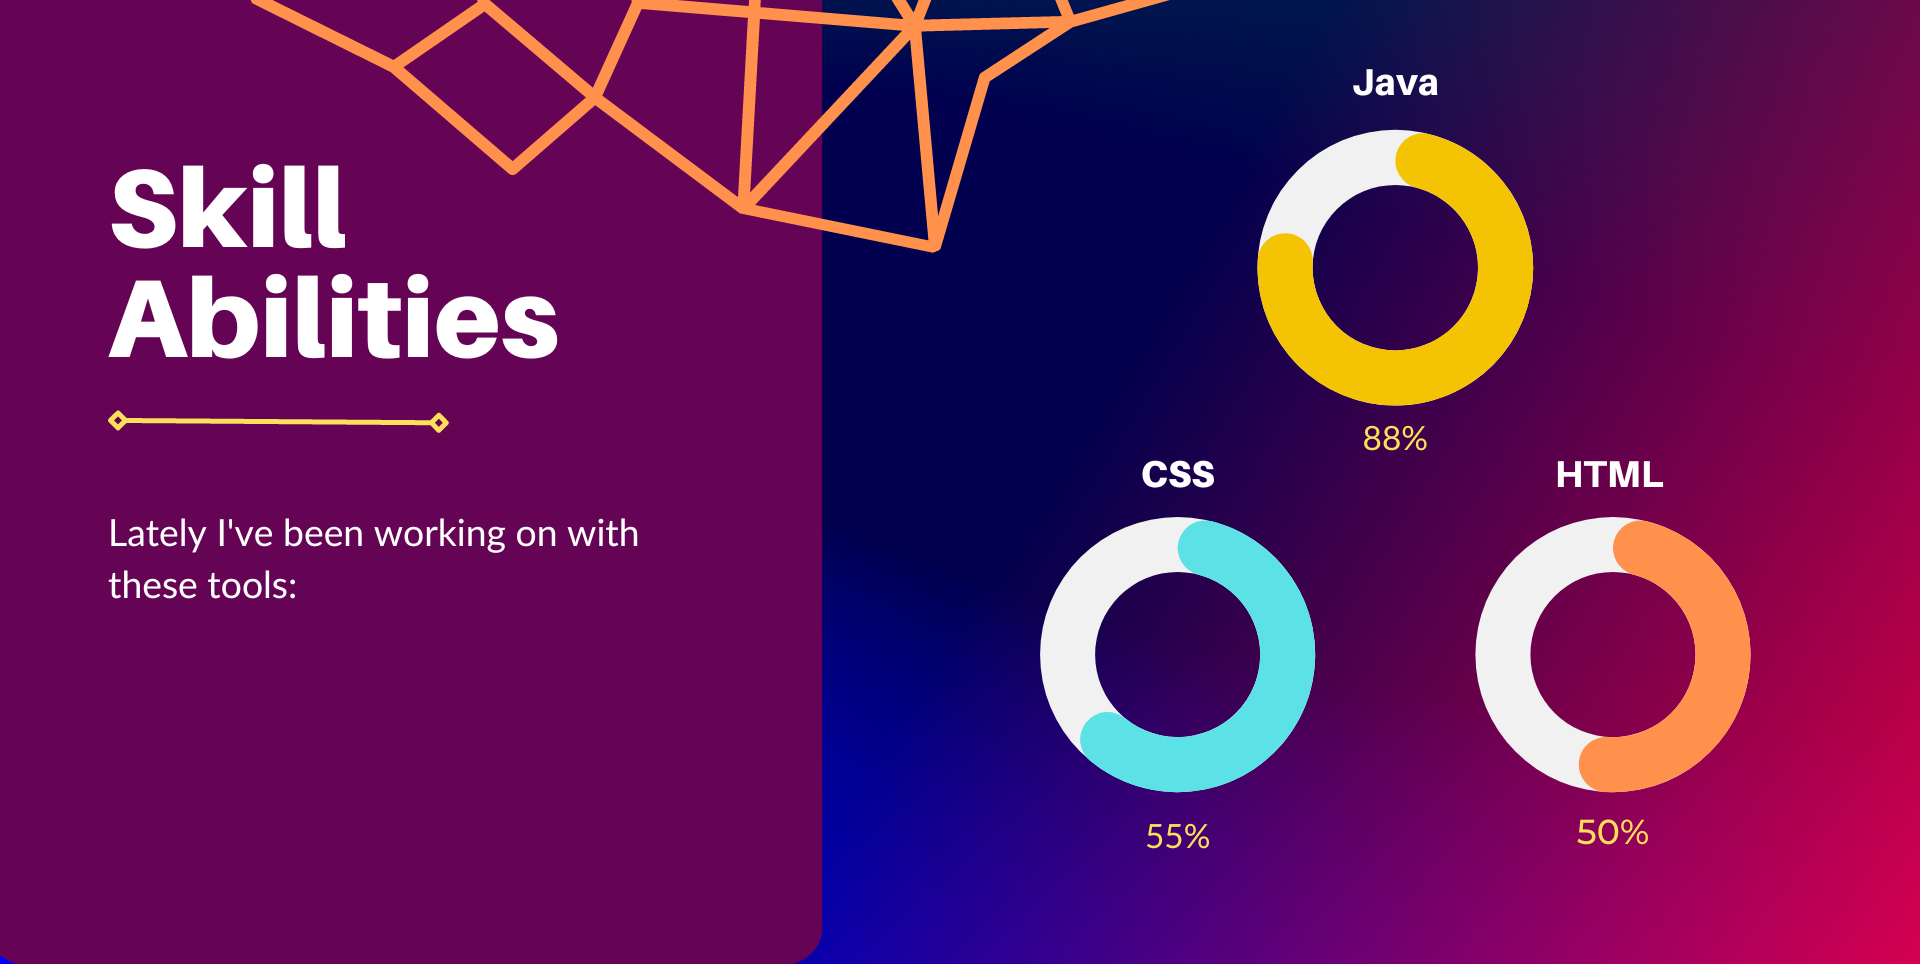 Skill
Abilities
Lately I've been working on with
these tools:
Java
88%
CSS
55%
HTML
50%